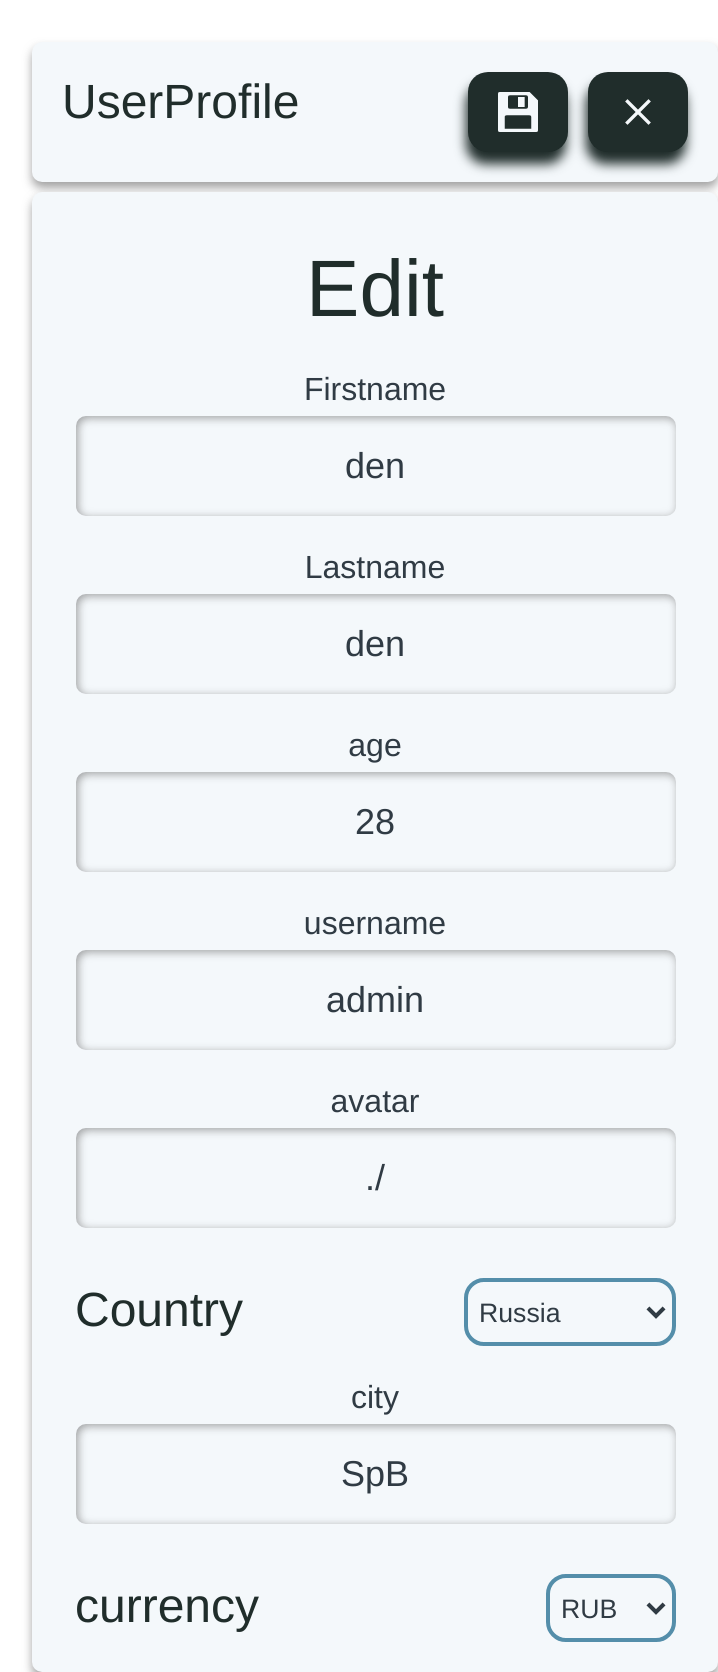 UserProfile
Edit
Firstname
den
Lastname
den
age
28
username
admin
avatar
./
Country
Russia
city
SpB
currency
RUB